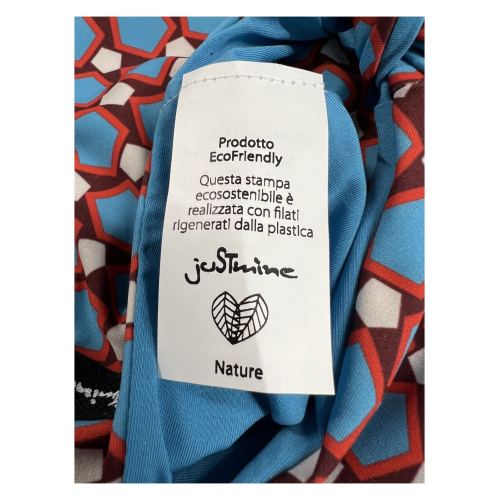 Prodotto
EcoFriendly
Questa stampa
ecosostenibile è
realizzata con filati
rigenerati dalla plastica
juSTmine
Nature